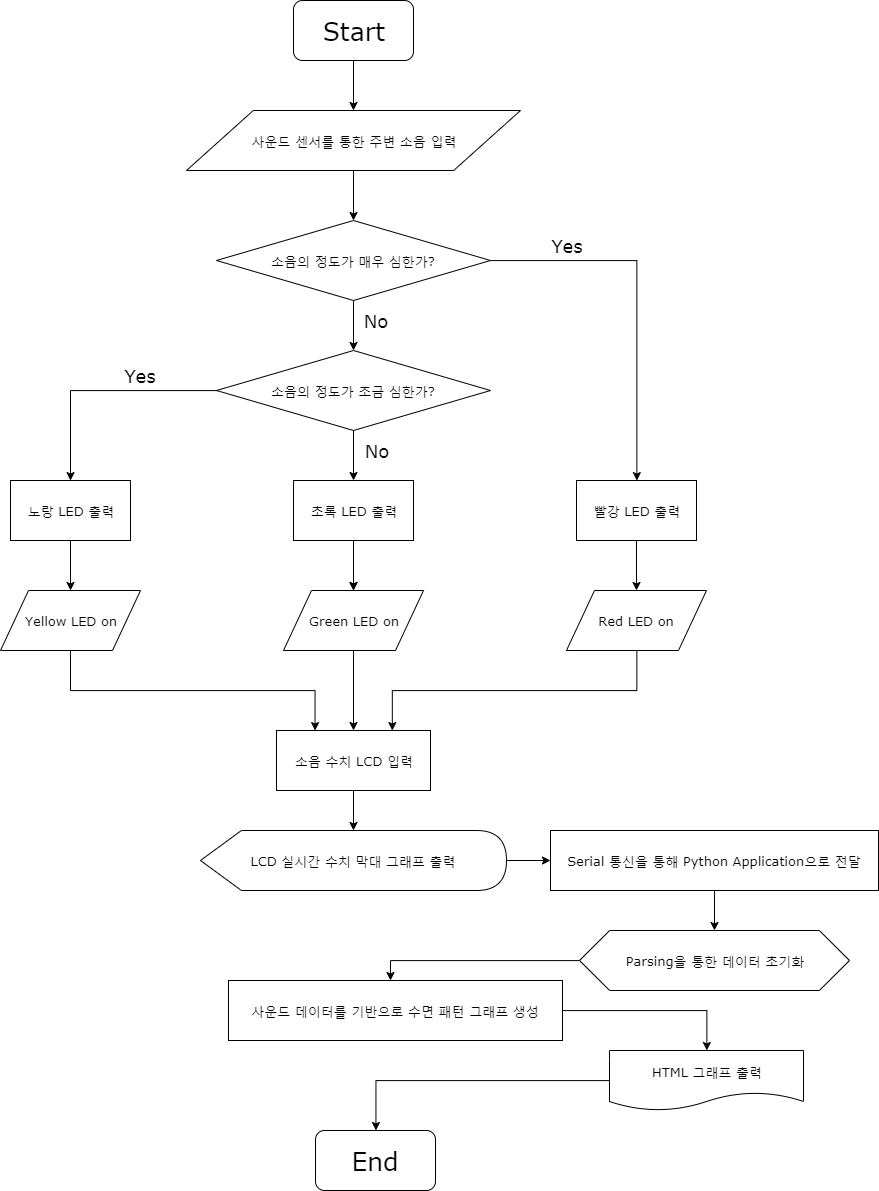 Start
사운드 센서를 통한 주변 소음 입력
소음의 정도가 매우 심한가?
Yes
No
소음의 정도가 조금 심한가?
Yes
No
노랑 LED 출력
초록 LED 출력
빨강 LED 출력
Yellow LED on
Green LED on
Red LED on
소음 수치 LCD 입력
LCD 실시간 수치 막대 그래프 출력
Serial 통신을 통해 Python Application으로 전달
Parsing을 통한 데이터 초기화
사운드 데이터를 기반으로 수면 패턴 그래프 생성
HTML 그래프 출력
End